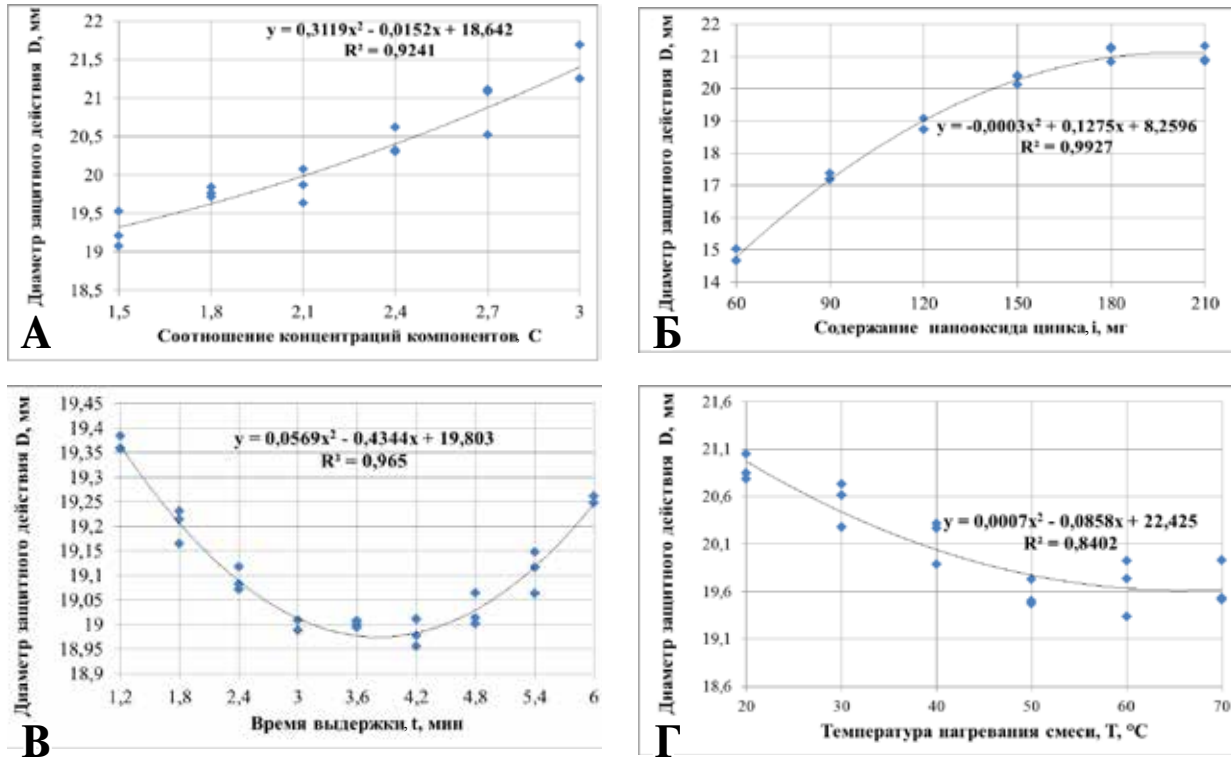 Диаметр защитного действия D, мм
22
21,5
21
20,5
20
19,5
19
18,5
y = 0,3119x² - 0,0152x + 18,642
R² = 0,9241
1,5 1,8 2,1 2,4 2,7 3
Соотношение концентраций компонентов, С
А
Диаметр защитного действия D, мм
22
21
20
19
18
17
16
15
14
y = -0,0003x² + 0,1275x + 8,2596
R² = 0,9927
60 90 120 150 180 210
Содержание нанооксида цинка, i, мг
Б
Диаметр защитного действия D, мм
19,45
19,4
19,35
19,3
19,25
19,2
19,15
19,1
19,05
19
18,95
18,9
y = 0,0569x² - 0,4344x + 19,803
R² = 0,965
1,2 1,8 2,4 3 3,6 4,2 4,8 5,4 6
Время выдержки, t, мин
В
Диаметр защитного действия D, мм
21,6
21,1
20,6
20,1
19,6
19,1
18,6
y = 0,0007x² - 0,0858x + 22,425
R² = 0,8402
20 30 40 50 60 70
Температура нагревания смеси, Т, °С
Г